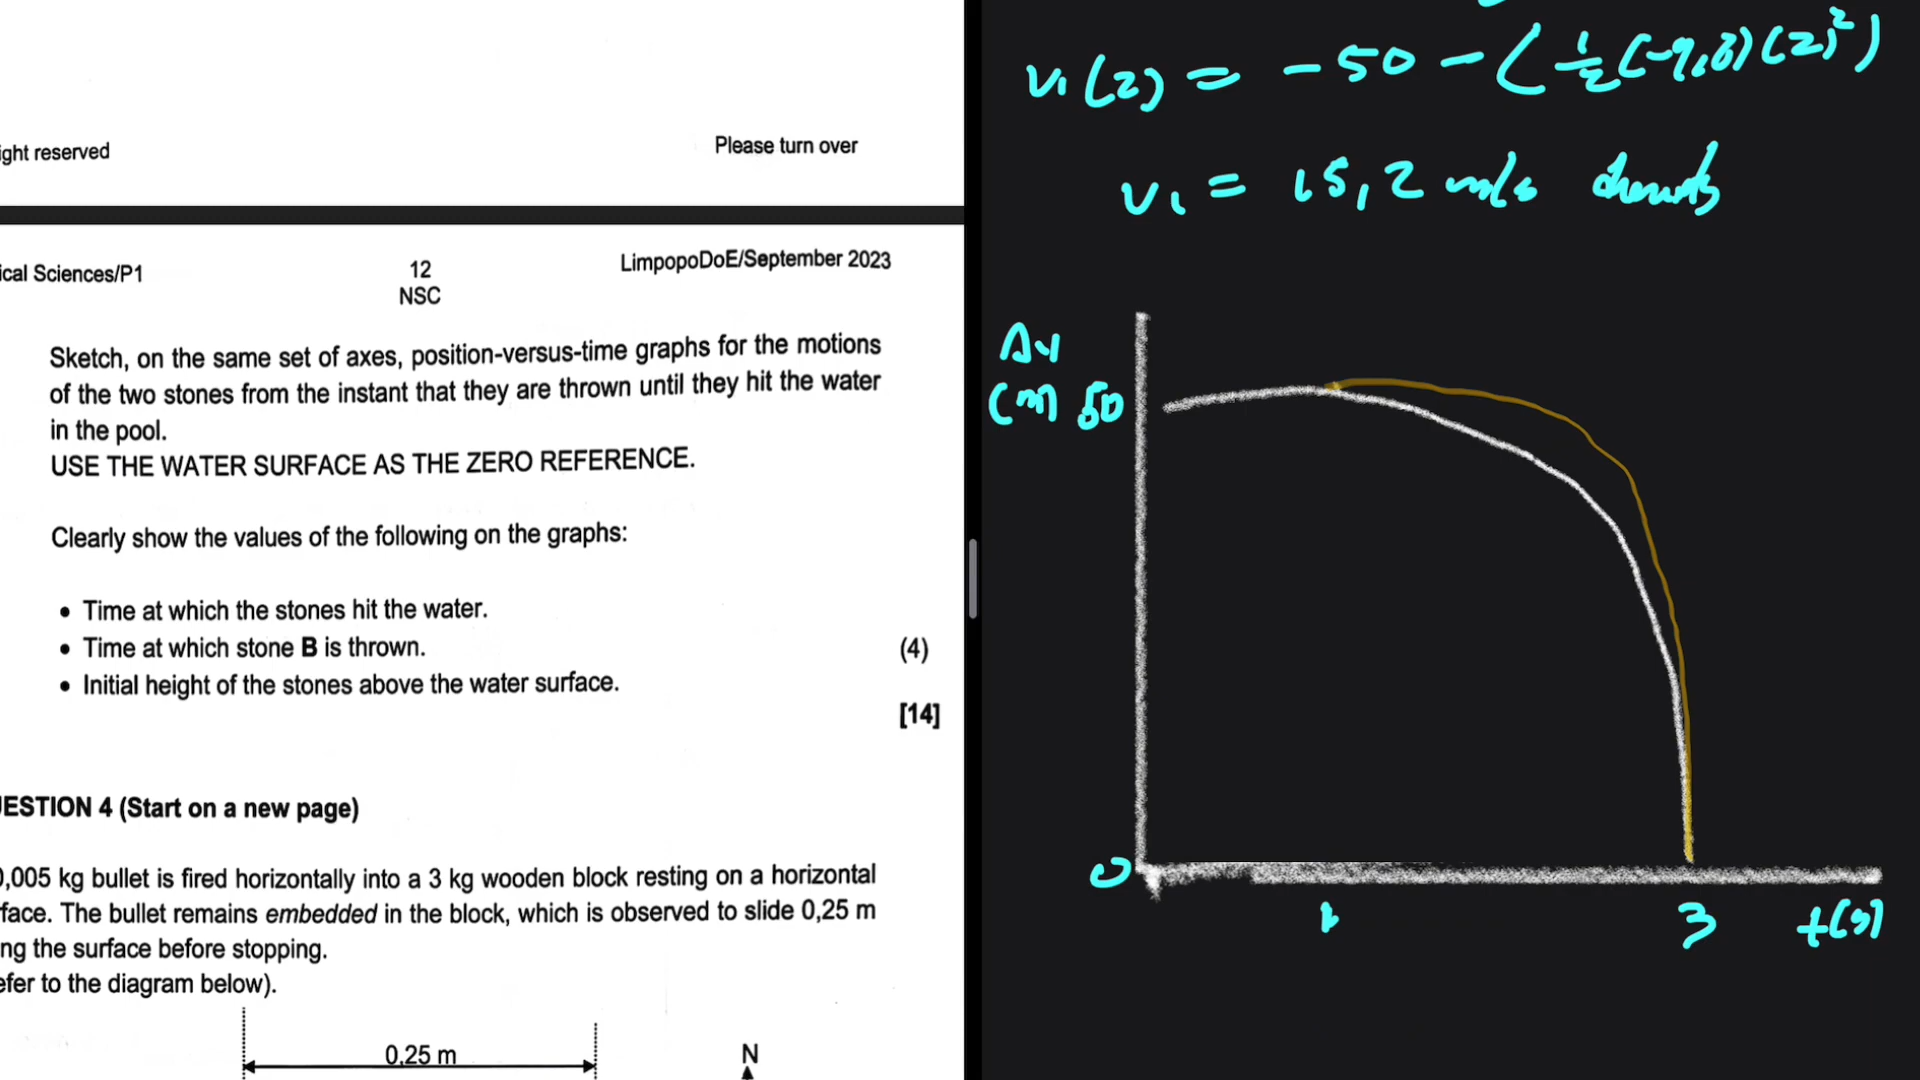 ight reserved
Please turn over
ical Sciences/P1
12
NSC
LimpopoDoE/September 2023
Sketch, on the same set of axes, position-versus-time graphs for the motions
of the two stones from the instant that they are thrown until they hit the water
in the pool.
USE THE WATER SURFACE AS THE ZERO REFERENCE.
Clearly show the values of the following on the graphs:
• Time at which the stones hit the water.
• Time at which stone B is thrown.
(4)
• Initial height of the stones above the water surface.
[14]
UESTION 4 (Start on a new page)
0,005 kg bullet is fired horizontally into a 3 kg wooden block resting on a horizontal
face. The bullet remains embedded in the block, which is observed to slide 0,25 m
ng the surface before stopping.
efer to the diagram below).
0,25 m
N
v₁(2) = -50 - (½(-9,8)(2)²)
v₁ = 15,2 m/s
Δy
(m) 50
0
1
3
t(s)